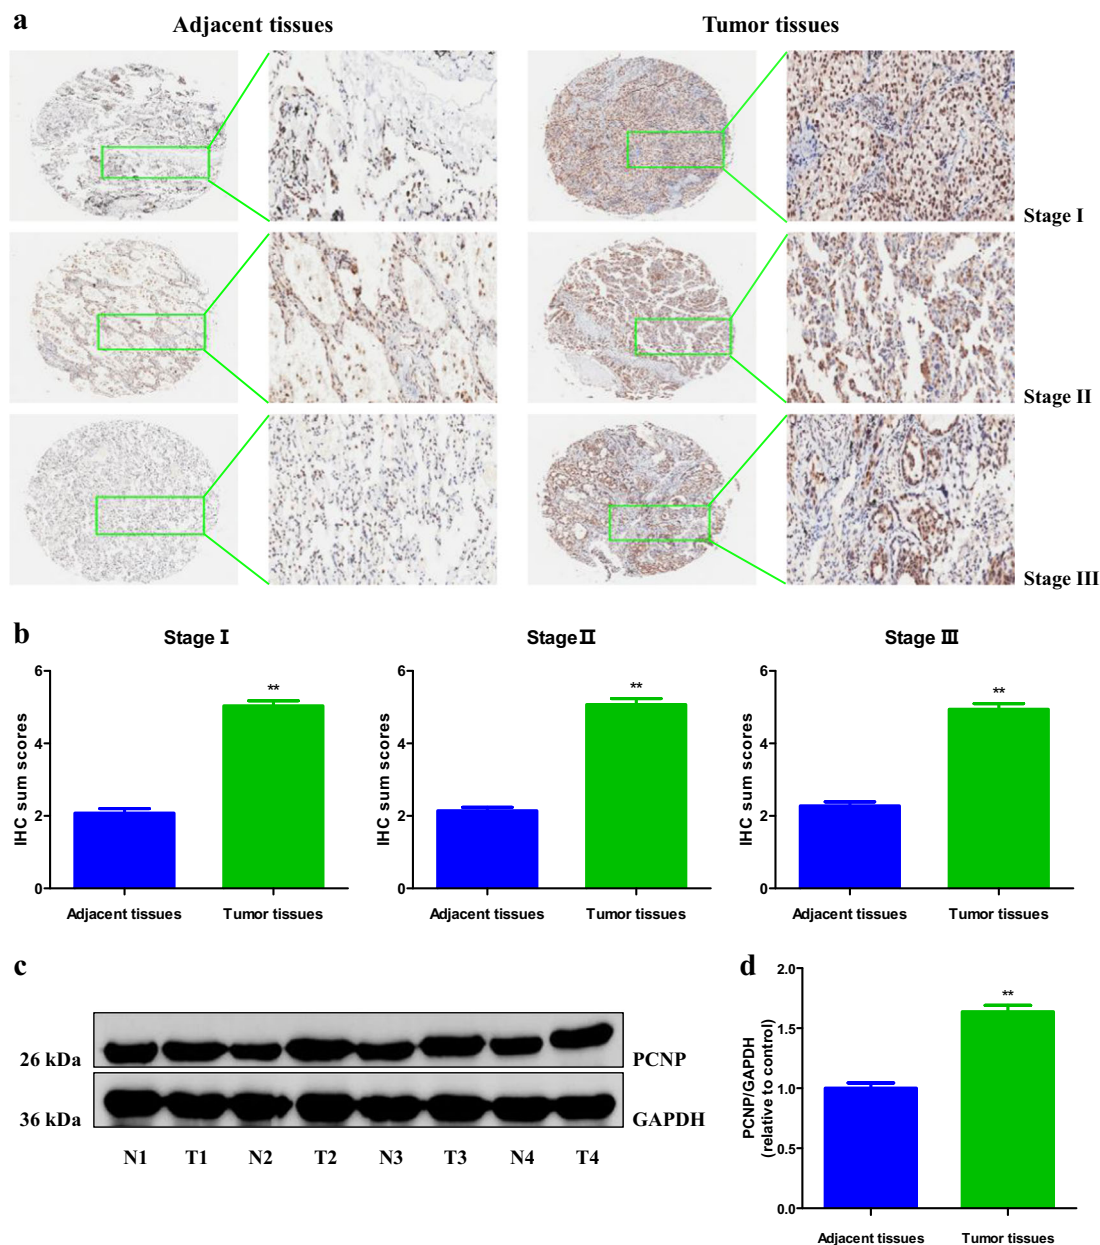 a
Adjacent tissues
Tumor tissues
Stage I
Stage II
Stage III
b
Stage I
6
4
2
0
IHC sum scores
**
Adjacent tissues
Tumor tissues
Stage II
6
4
2
0
IHC sum scores
**
Adjacent tissues
Tumor tissues
Stage III
6
4
2
0
IHC sum scores
**
Adjacent tissues
Tumor tissues
c
26 kDa
PCNP
36 kDa
GAPDH
N1 T1 N2 T2 N3 T3 N4 T4
d
2.0
1.5
1.0
0.5
0.0
PCNP/GAPDH
(relative to control)
**
Adjacent tissues
Tumor tissues